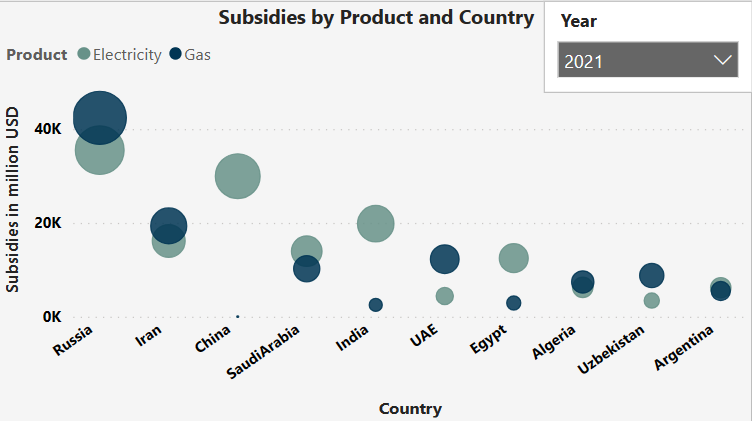 Subsidies by Product and Country
Year
2021
Product Electricity Gas
Subsidies in million USD
40K
20K
0K
Russia
Iran
China
SaudiArabia
India
UAE
Egypt
Algeria
Uzbekistan
Argentina
Country